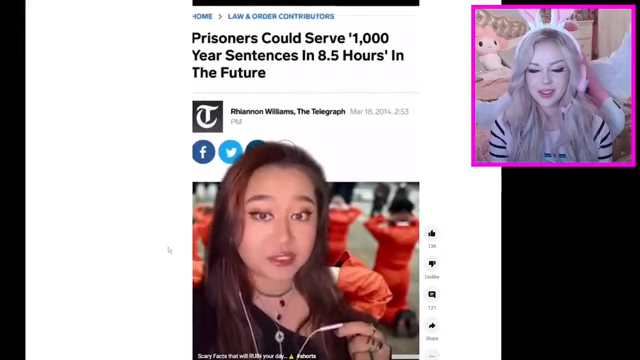 HOME > LAW & ORDER CONTRIBUTORS
Prisoners Could Serve '1,000
Year Sentences In 8.5 Hours' In
The Future
Rhiannon Williams, The Telegraph Mar 18, 2014, 2:53
PM
13K
Dislike
121
Share
Scary Facts that will RUIN your day... ⚠ #shorts